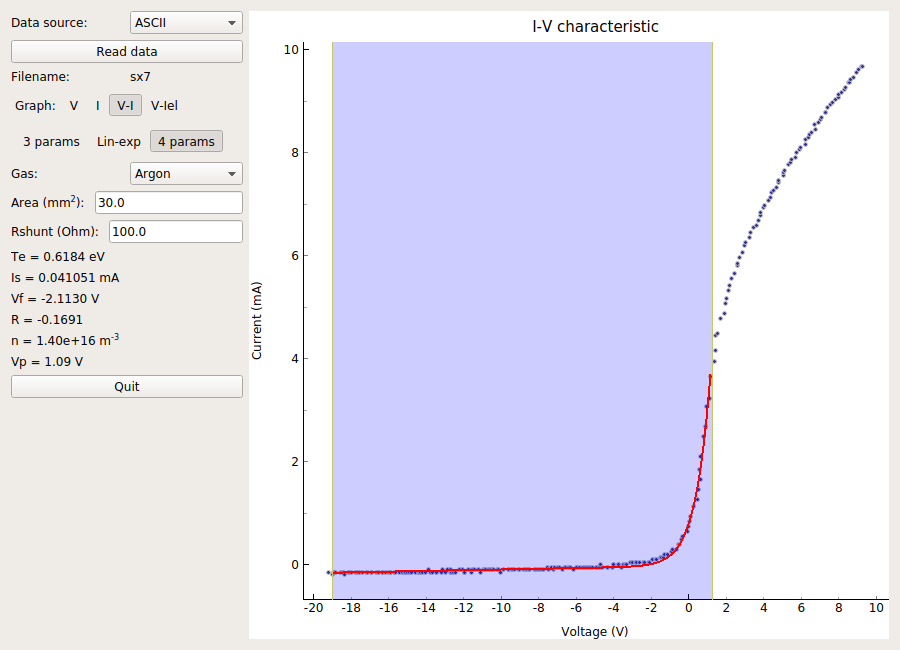 Data source: ASCII
Read data
Filename: sx7
Graph: V I V-I V-Iel
3 params Lin-exp 4 params
Gas: Argon
Area (mm²): 30.0
Rshunt (Ohm): 100.0
Te = 0.6184 eV
Is = 0.041051 mA
Vf = -2.1130 V
R = -0.1691
n = 1.40e+16 m⁻³
Vp = 1.09 V
Quit
I-V characteristic
Current (mA)
10
8
6
4
2
0
-20 -18 -16 -14 -12 -10 -8 -6 -4 -2 0 2 4 6 8 10
Voltage (V)